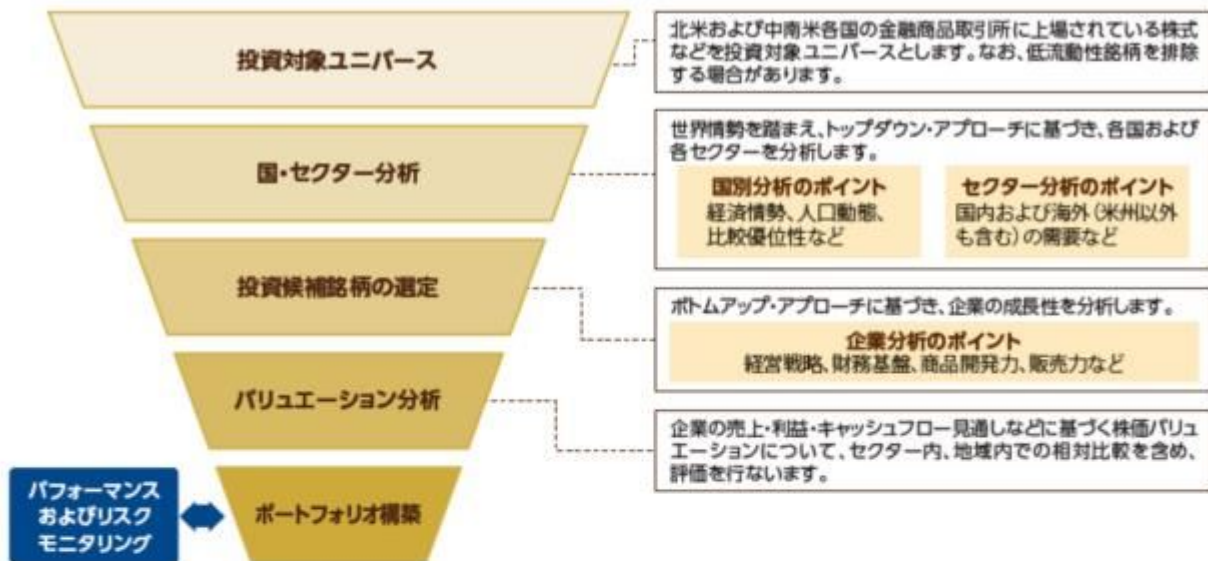 投資対象ユニバース
北米および中南米各国の金融商品取引所に上場されている株式
などを投資対象ユニバースとします。なお、低流動性銘柄を排除
する場合があります。
国・セクター分析
世界情勢を踏まえ、トップダウン・アプローチに基づき、各国および
各セクターを分析します。
国別分析のポイント
経済情勢、人口動態、
比較優位性など
セクター分析のポイント
国内および海外(米州以外
も含む)の需要など
投資候補銘柄の選定
ボトムアップ・アプローチに基づき、企業の成長性を分析します。
企業分析のポイント
経営戦略、財務基盤、商品開発力、販売力など
バリュエーション分析
企業の売上・利益・キャッシュフロー見通しなどに基づく株価バリュ
エーションについて、セクター内、地域内での相対比較を含め、
評価を行ないます。
ポートフォリオ構築
パフォーマンス
およびリスク
モニタリング